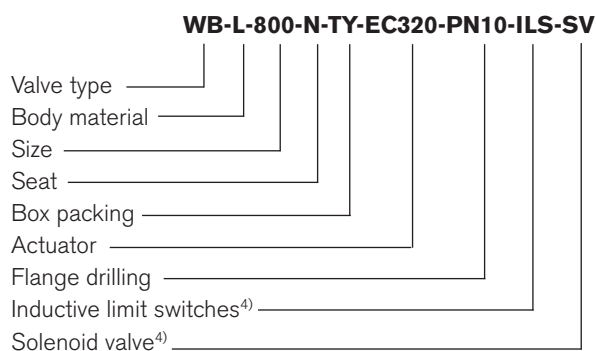 WB-L-800-N-TY-EC320-PN10-ILS-SV
Valve type
Body material
Size
Seat
Box packing
Actuator
Flange drilling
Inductive limit switches4)
Solenoid valve4)